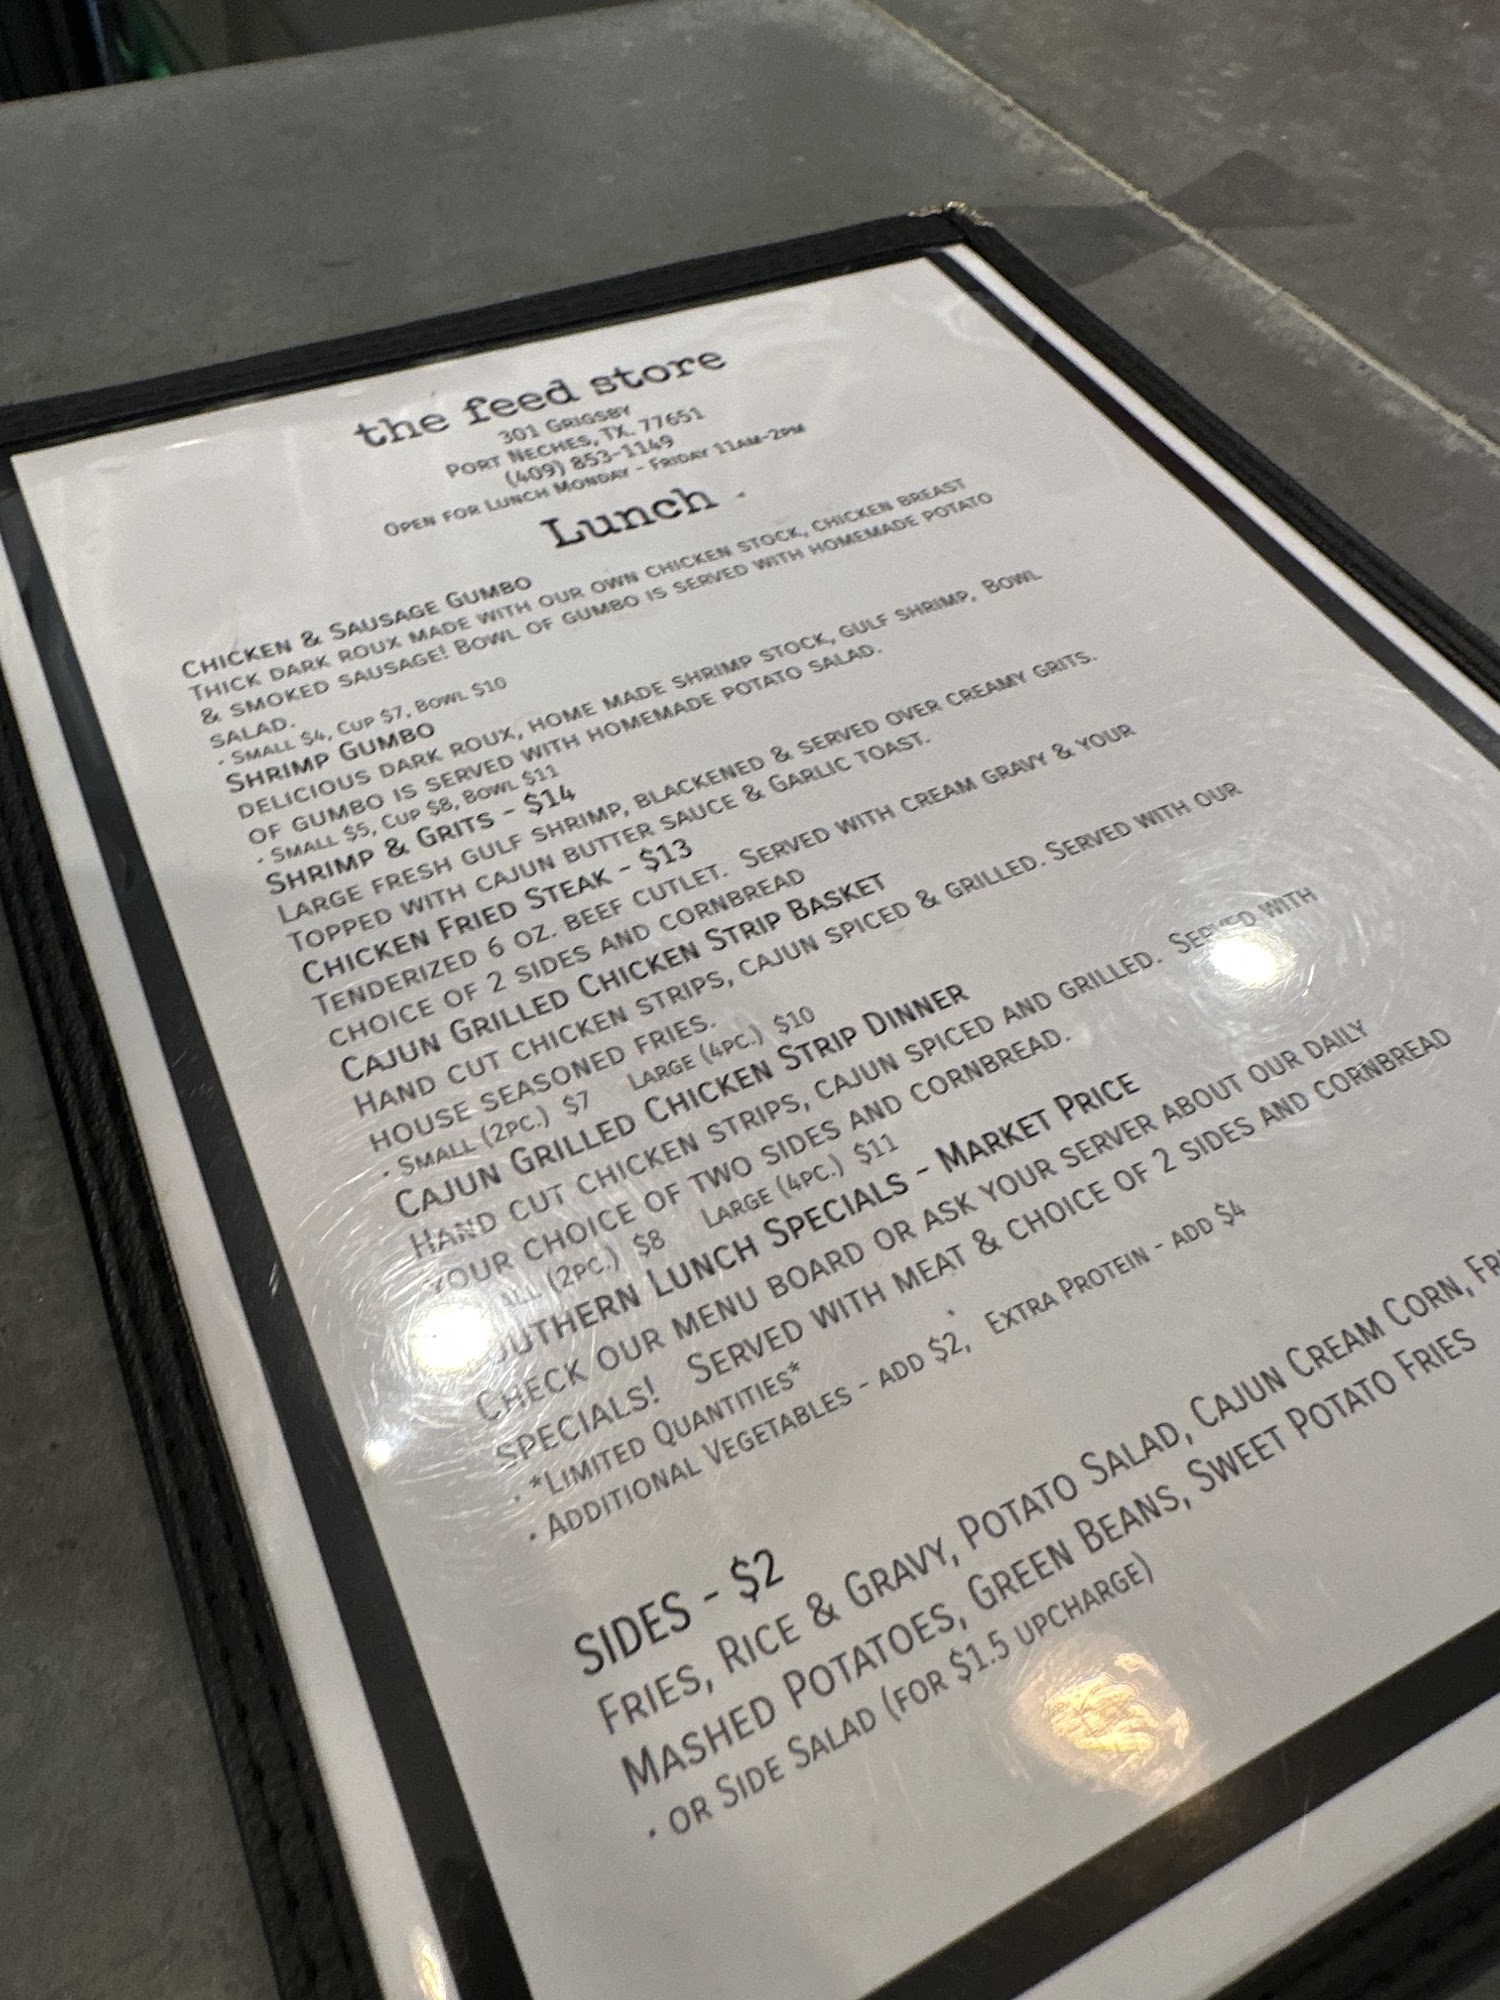 the feed store
301 Grigsby
Port Neches, TX. 77651
(409) 853-1149
Open for Lunch Monday - Friday 11am-2pm
Lunch
Chicken & Sausage Gumbo
Thick dark roux made with our own chicken stock, chicken breast
& smoked sausage! Bowl of gumbo is served with homemade potato
salad.
· Small $4, Cup $7, Bowl $10
Shrimp Gumbo
delicious dark roux, home made shrimp stock, gulf shrimp, Bowl
of gumbo is served with homemade potato salad.
· Small $5, Cup $8, Bowl $11
Shrimp & Grits - $14
Large fresh gulf shrimp, blackened & served over creamy grits.
Topped with cajun butter sauce & Garlic toast.
Chicken Fried Steak - $13
Tenderized 6 oz. beef cutlet. Served with cream gravy & your
choice of 2 sides and cornbread
Cajun Grilled Chicken Strip Basket
Hand cut chicken strips, cajun spiced & grilled. Served with our
house seasoned fries.
· Small (2pc.) $7 Large (4pc.) $10
Cajun Grilled Chicken Strip Dinner
Hand cut chicken strips, cajun spiced and grilled. Served with
your choice of two sides and cornbread.
all (2pc.) $8 Large (4pc.) $11
outhern Lunch Specials - Market Price
Check our menu board or ask your server about our daily
specials! Served with meat & choice of 2 sides and cornbread
· *Limited Quantities*
· Additional Vegetables - add $2, Extra Protein - add $4
SIDES - $2
Fries, Rice & Gravy, Potato Salad, Cajun Cream Corn,
Mashed Potatoes, Green Beans, Sweet Potato Fries
· or Side Salad (for $1.5 upcharge)